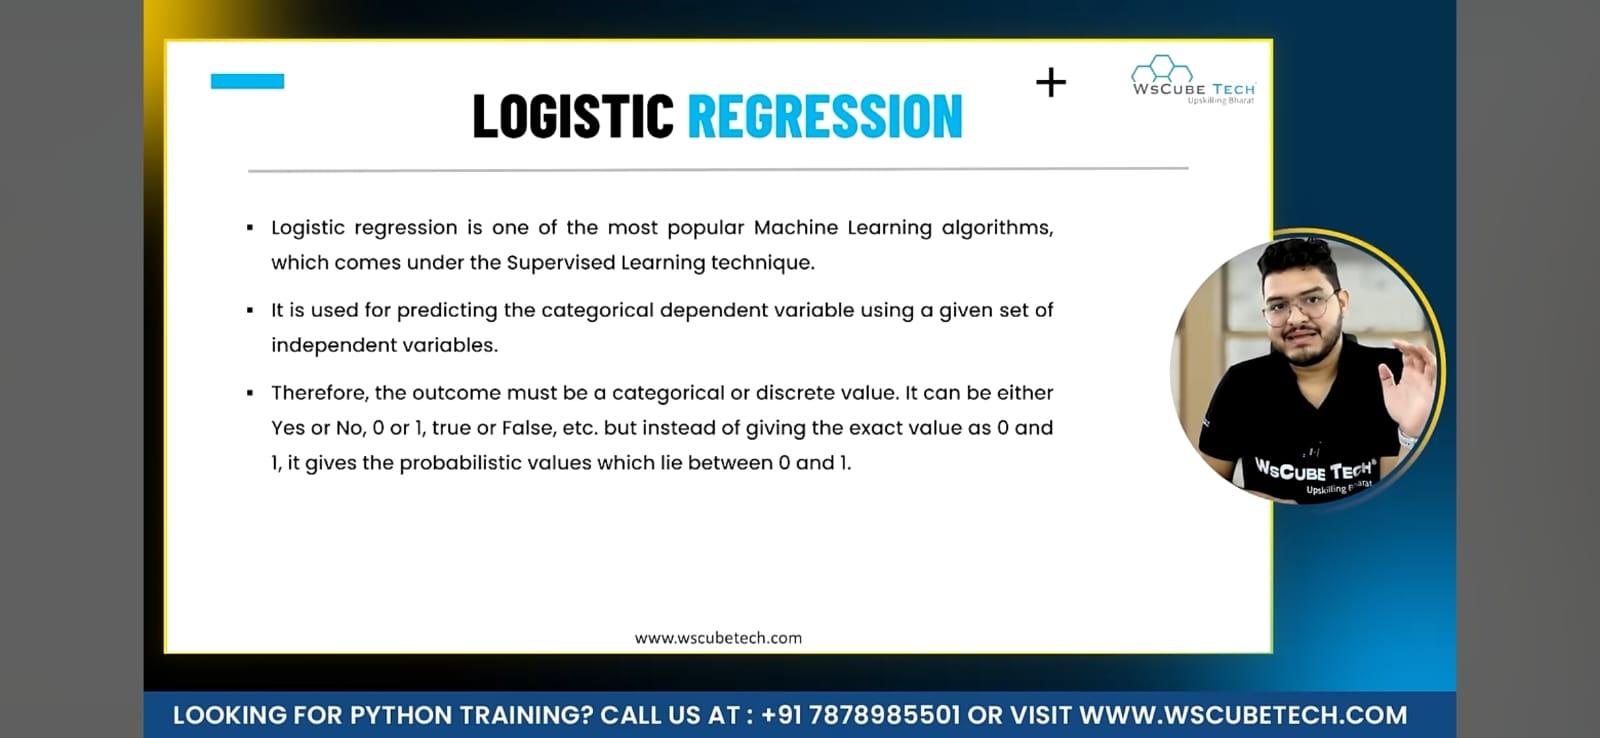 LOGISTIC REGRESSION
WSCUBE TECH
Upskilling Bharat
▪ Logistic regression is one of the most popular Machine Learning algorithms,
which comes under the Supervised Learning technique.
▪ It is used for predicting the categorical dependent variable using a given set of
independent variables.
▪ Therefore, the outcome must be a categorical or discrete value. It can be either
Yes or No, 0 or 1, true or False, etc. but instead of giving the exact value as 0 and
1, it gives the probabilistic values which lie between 0 and 1.
WSCUBE TECH
Upskilling
www.wscubetech.com
LOOKING FOR PYTHON TRAINING? CALL US AT : +91 7878985501 OR VISIT WWW.WSCUBETECH.COM